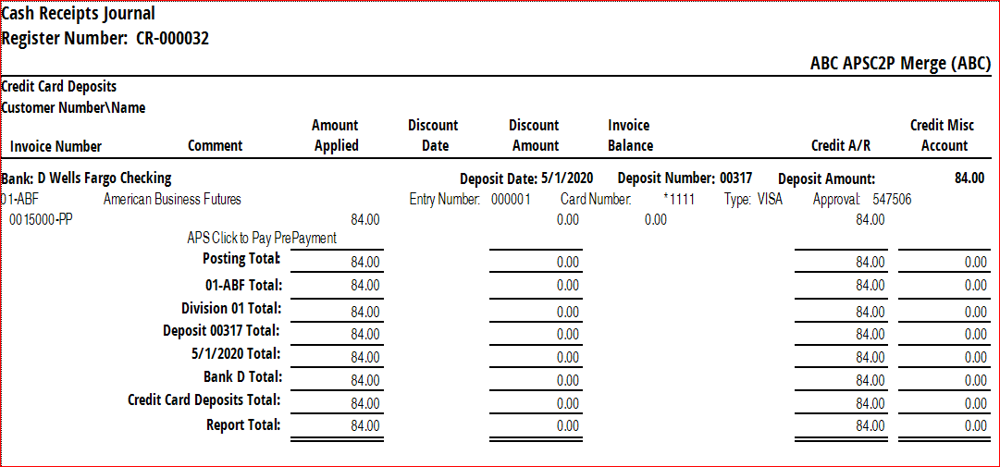 Cash Receipts Journal
Register Number: CR-000032
ABC APSC2P Merge (ABC)
Credit Card Deposits
Customer Number\Name
Amount Discount Discount Invoice Credit Misc
Invoice Number Comment Applied Date Amount Balance Credit A/R Account
Bank: D Wells Fargo Checking Deposit Date: 5/1/2020 Deposit Number: 00317 Deposit Amount: 84.00
01-ABF American Business Futures Entry Number: 000001 Card Number: *1111 Type: VISA Approval: 547506
0015000-PP 84.00 0.00 0.00 84.00
APS Click to Pay PrePayment
Posting Total: 84.00 0.00 84.00 0.00
01-ABF Total: 84.00 0.00 84.00 0.00
Division 01 Total: 84.00 0.00 84.00 0.00
Deposit 00317 Total: 84.00 0.00 84.00 0.00
5/1/2020 Total: 84.00 0.00 84.00 0.00
Bank D Total: 84.00 0.00 84.00 0.00
Credit Card Deposits Total: 84.00 0.00 84.00 0.00
Report Total: 84.00 0.00 84.00 0.00